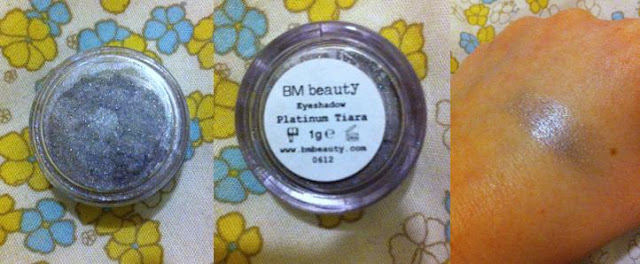 BM beauty
Eyeshadow
Platinum Tiara
1g℮
www.bmbeauty.com
0612